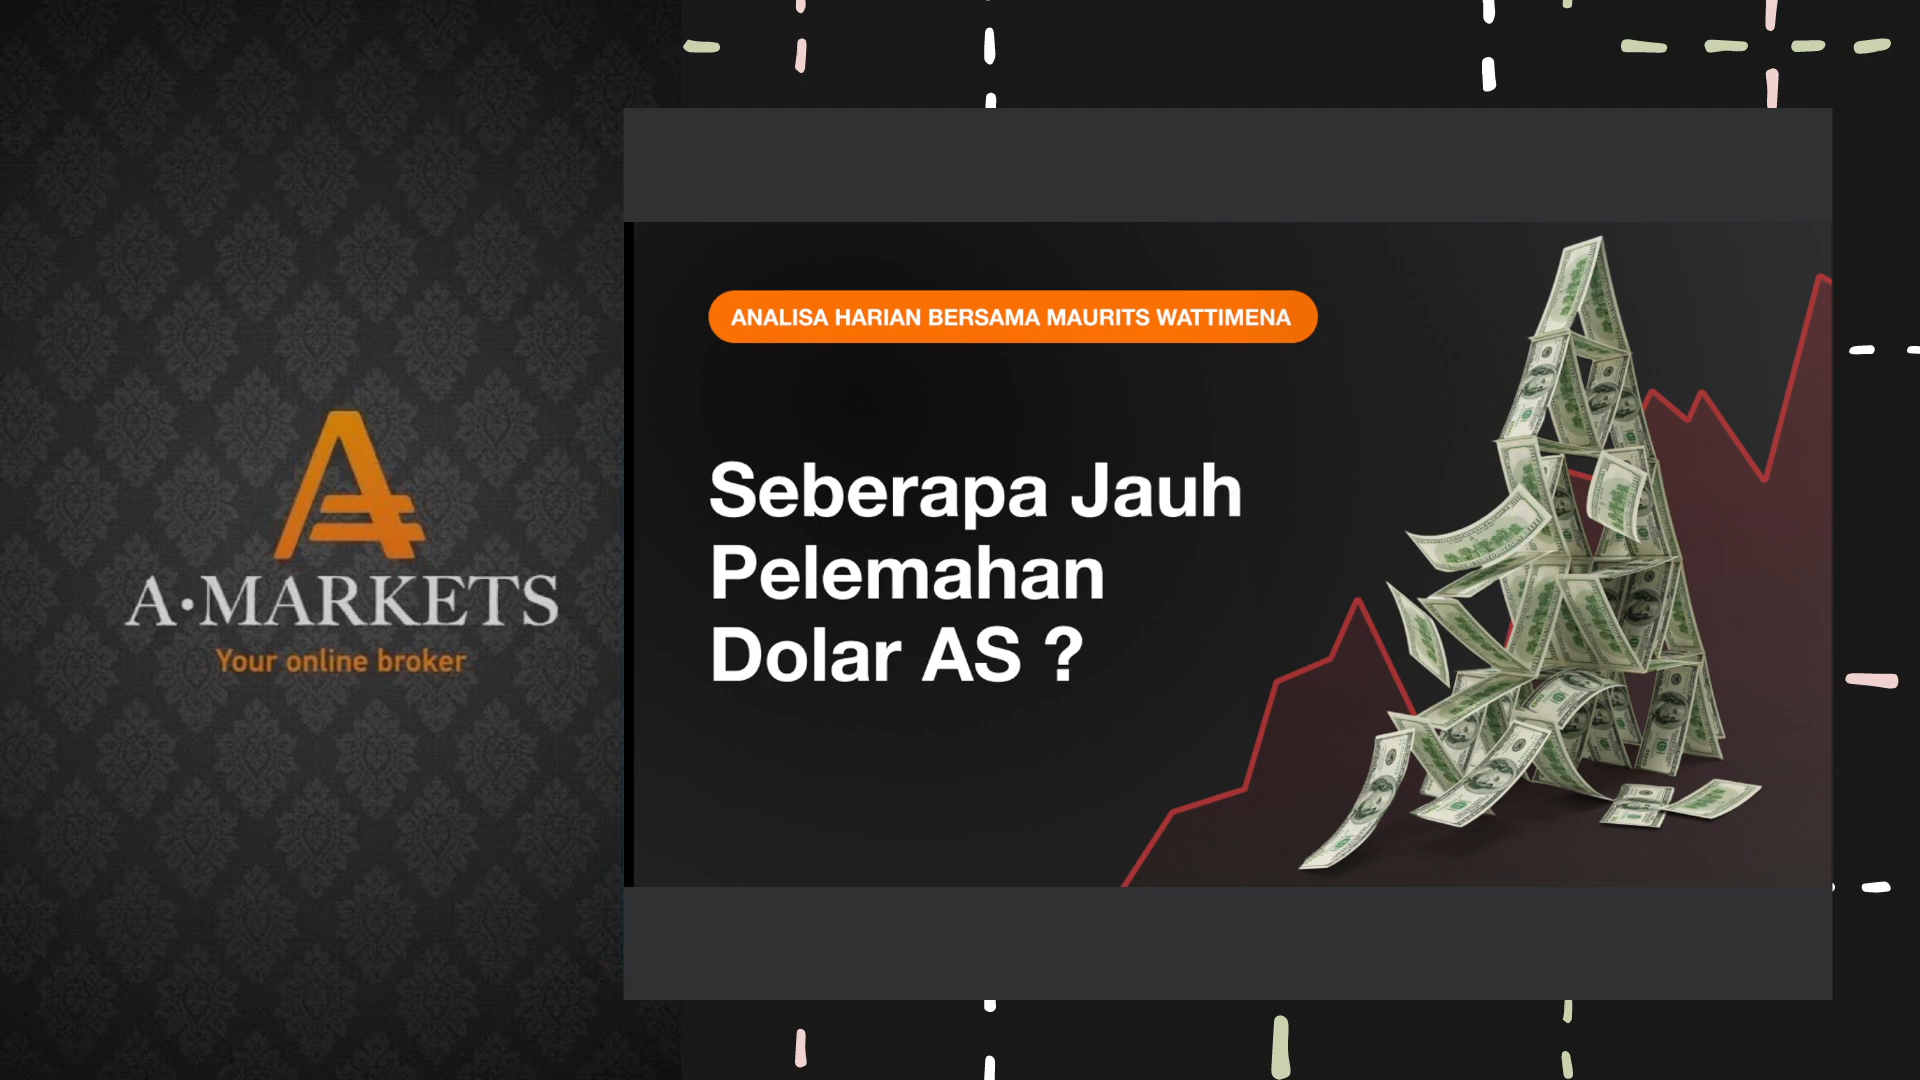 A·MARKETS
Your online broker
ANALISA HARIAN BERSAMA MAURITS WATTIMENA
Seberapa Jauh
Pelemahan
Dolar AS ?